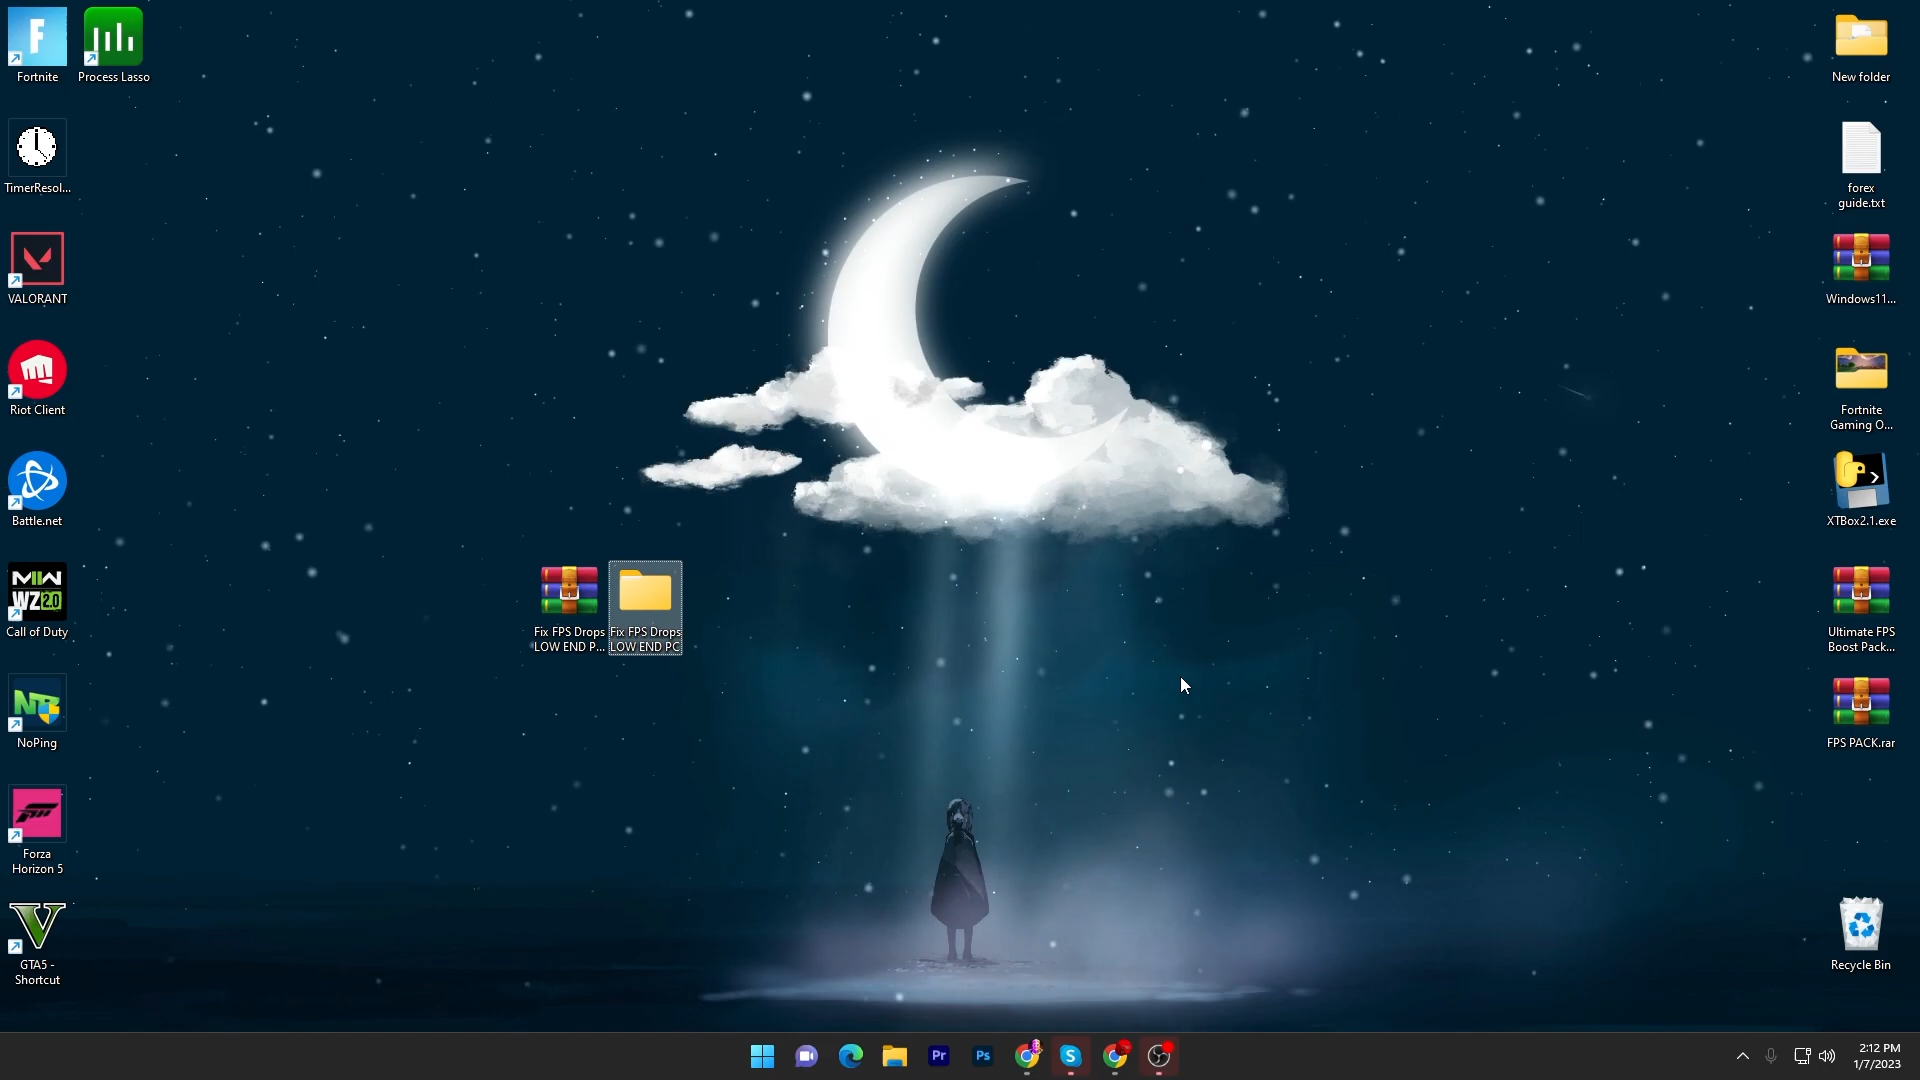 Fortnite
Process Lasso
TimerResol...
VALORANT
Riot Client
Battle.net
MW
WZ 2.0
Call of Duty
NoPing
Forza
Horizon 5
GTA5 -
Shortcut
Fix FPS Drops
LOW END P...
Fix FPS Drops
LOW END PC
New folder
forex
guide.txt
Windows11...
Fortnite
Gaming O...
XTBox2.1.exe
Ultimate FPS
Boost Pack...
FPS PACK.rar
Recycle Bin
Pr
Ps
2:12 PM
1/7/2023